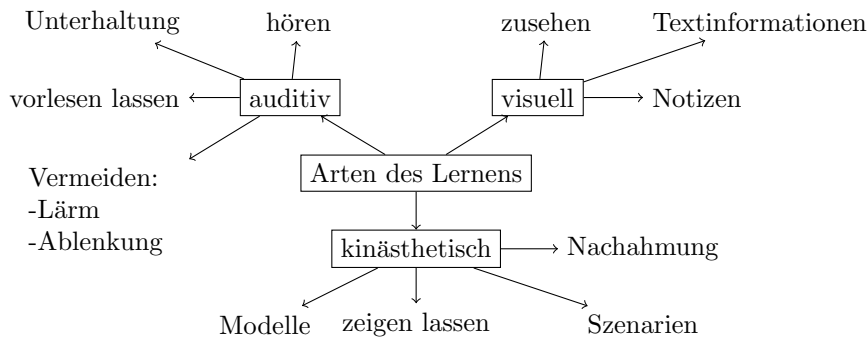 Unterhaltung
hören
zusehen
Textinformationen
vorlesen lassen
auditiv
visuell
Notizen
Vermeiden:
-Lärm
-Ablenkung
Arten des Lernens
kinästhetisch
Nachahmung
Modelle
zeigen lassen
Szenarien